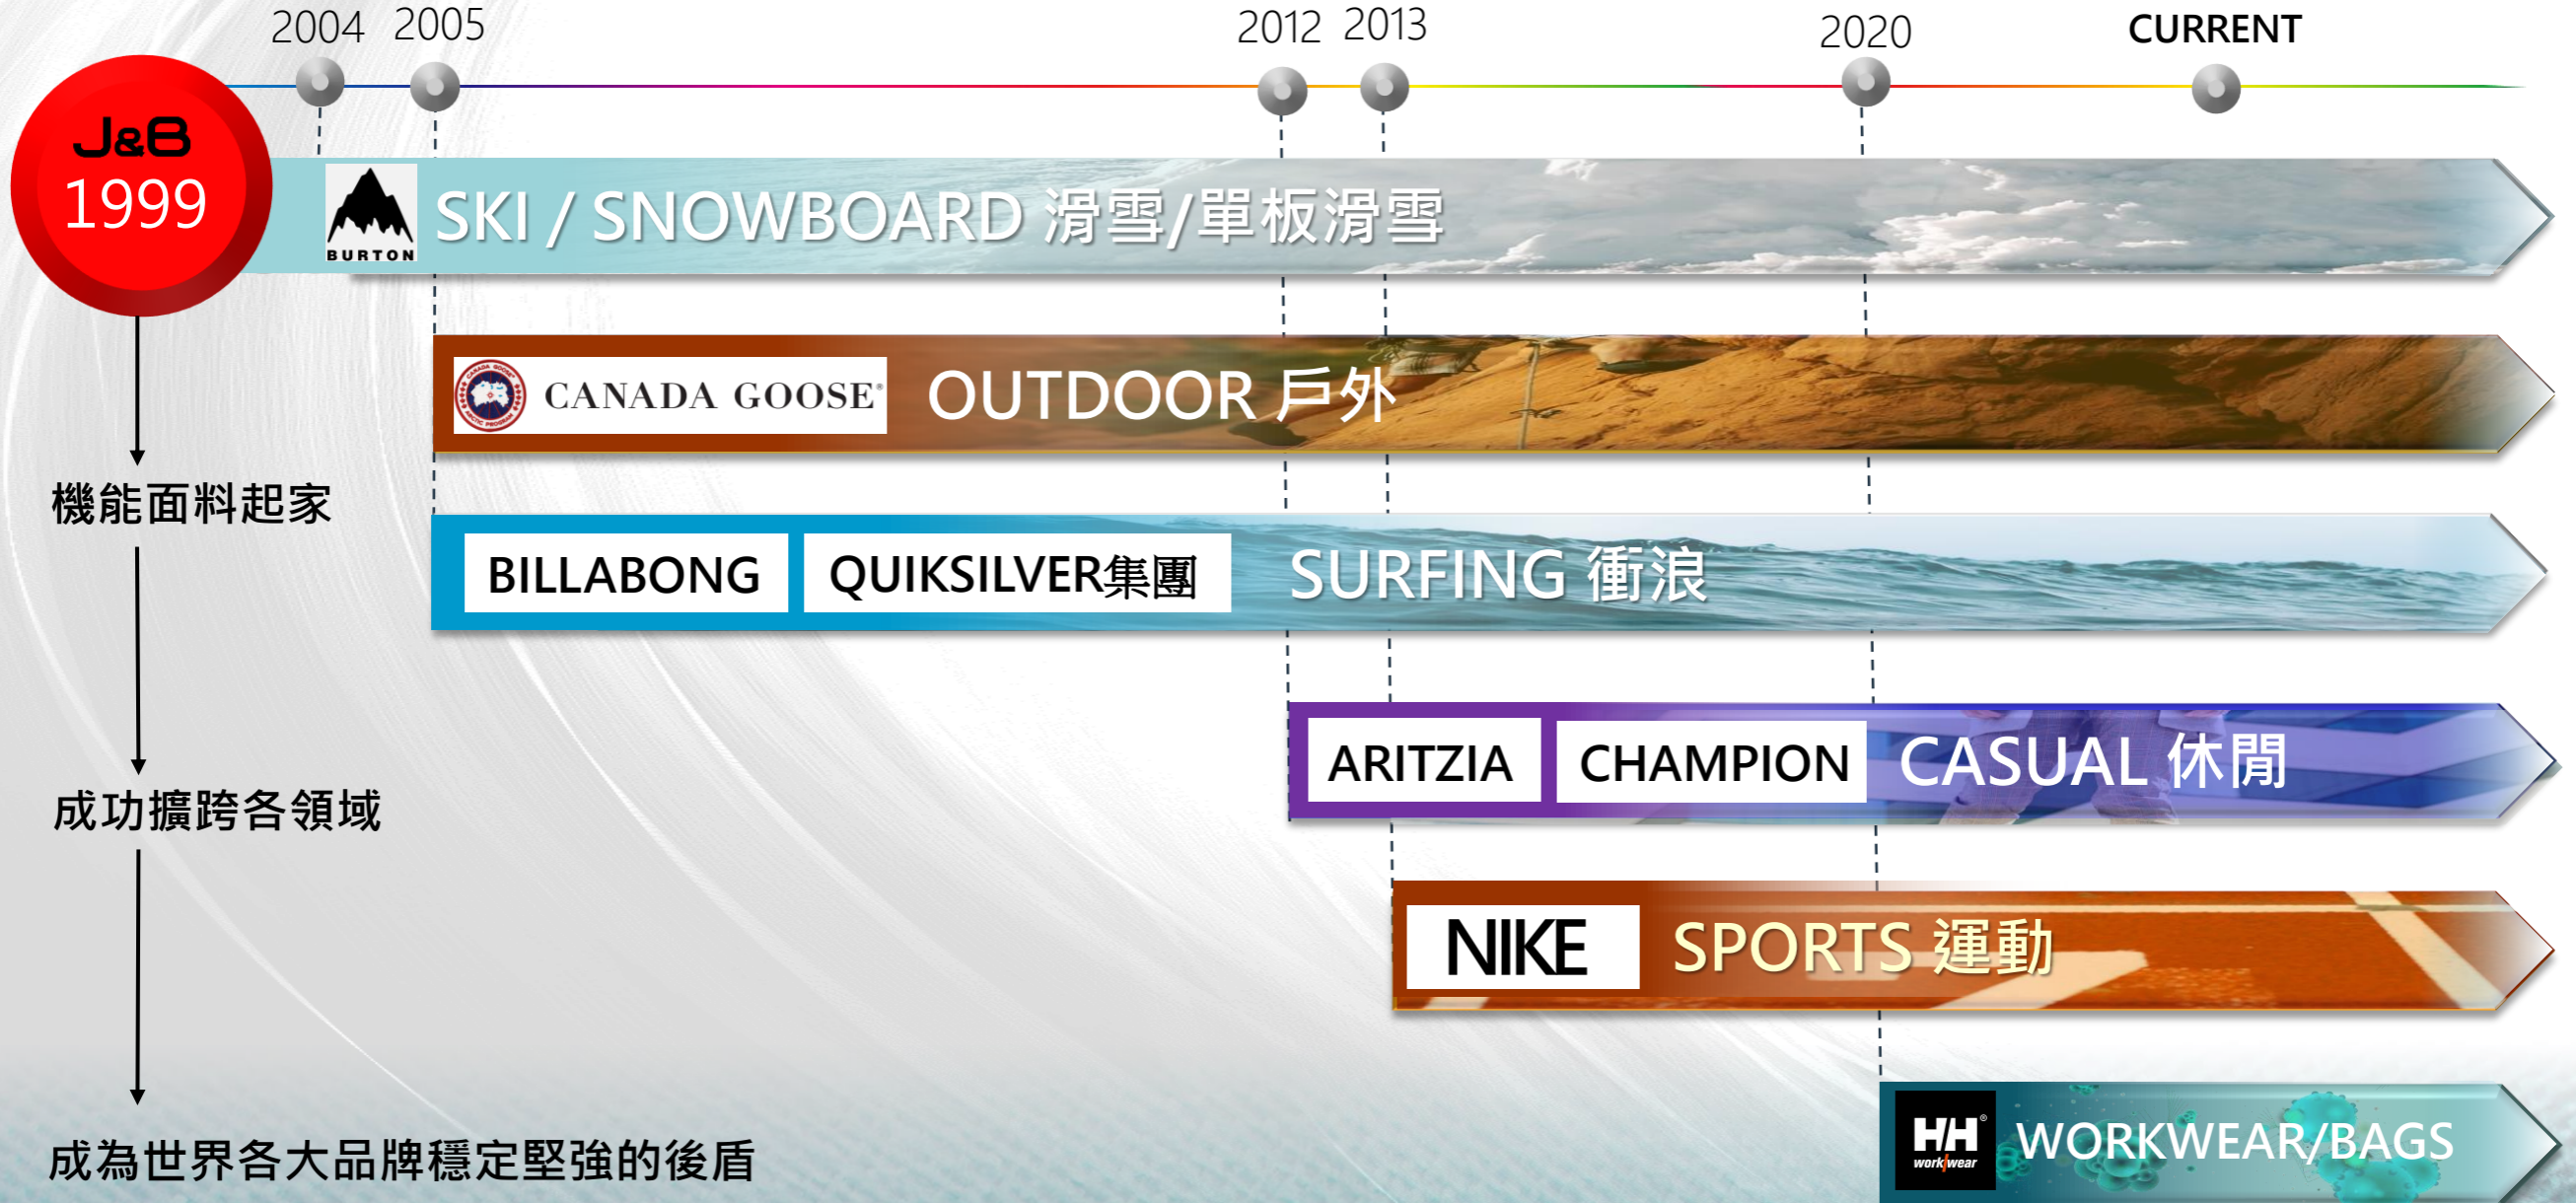 2004 2005 2012 2013 2020 CURRENT
J&B
1999
BURTON
SKI / SNOWBOARD 滑雪/單板滑雪
CANADA GOOSE ARCTIC PROGRAM
CANADA GOOSE®
OUTDOOR 戶外
機能面料起家
BILLABONG QUIKSILVER集團 SURFING 衝浪
ARITZIA CHAMPION CASUAL 休閒
成功擴跨各領域
NIKE SPORTS 運動
HH®
workwear
WORKWEAR/BAGS
成為世界各大品牌穩定堅強的後盾